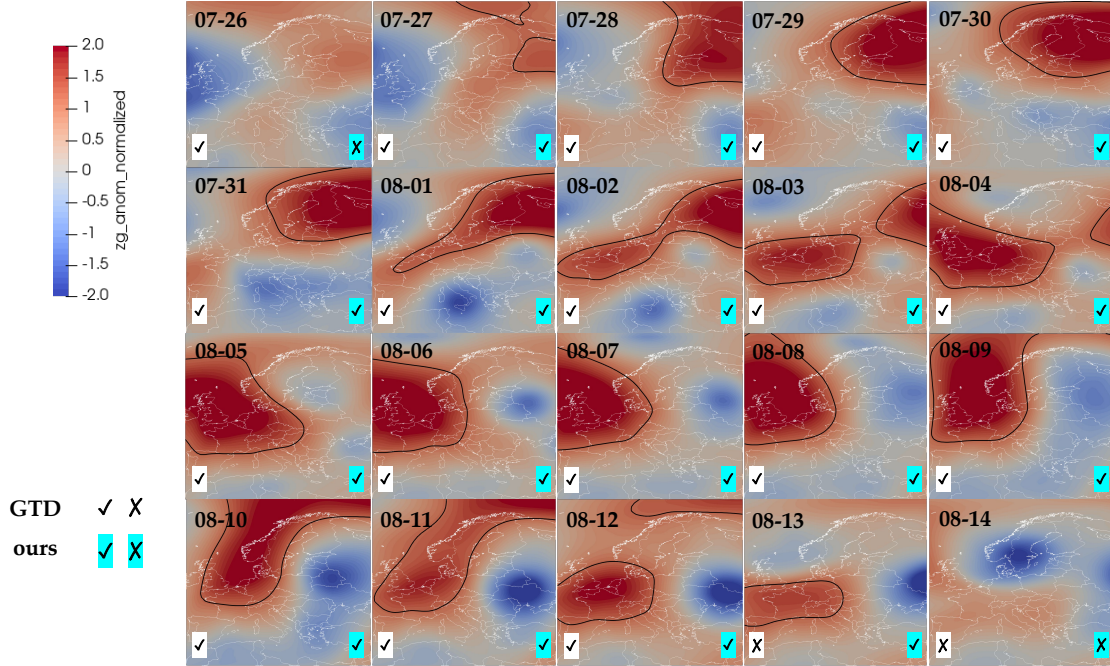 2.0
1.5
1.0
0.5
0
-0.5
-1.0
-1.5
-2.0
zg_anom_normalized
07-26 07-27 07-28 07-29 07-30
✓ ✗ ✓ ✓ ✓ ✓ ✓ ✓ ✓ ✓
07-31 08-01 08-02 08-03 08-04
✓ ✓ ✓ ✓ ✓ ✓ ✓ ✓ ✓ ✓
08-05 08-06 08-07 08-08 08-09
✓ ✓ ✓ ✓ ✓ ✓ ✓ ✓ ✓ ✓
GTD ✓ ✗
ours ✓ ✗
08-10 08-11 08-12 08-13 08-14
✓ ✓ ✓ ✓ ✓ ✓ ✗ ✓ ✗ ✗